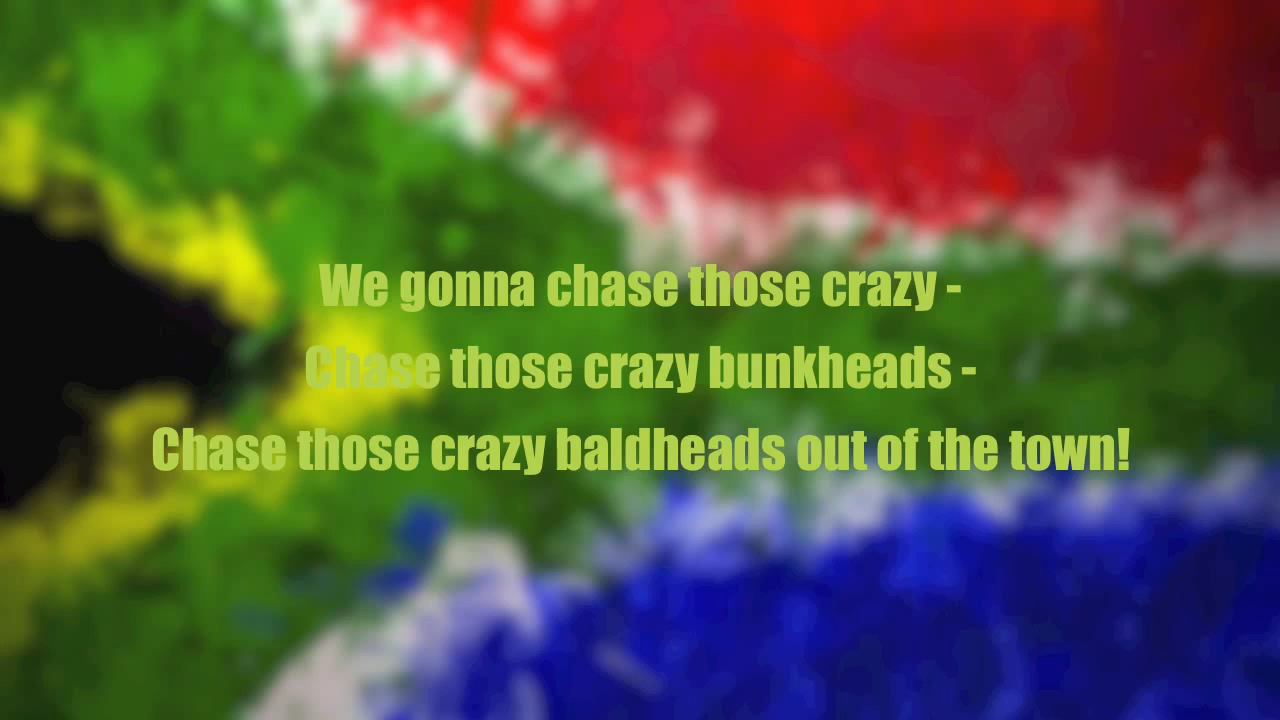 We gonna chase those crazy -
Chase those crazy bunkheads -
Chase those crazy baldheads out of the town!